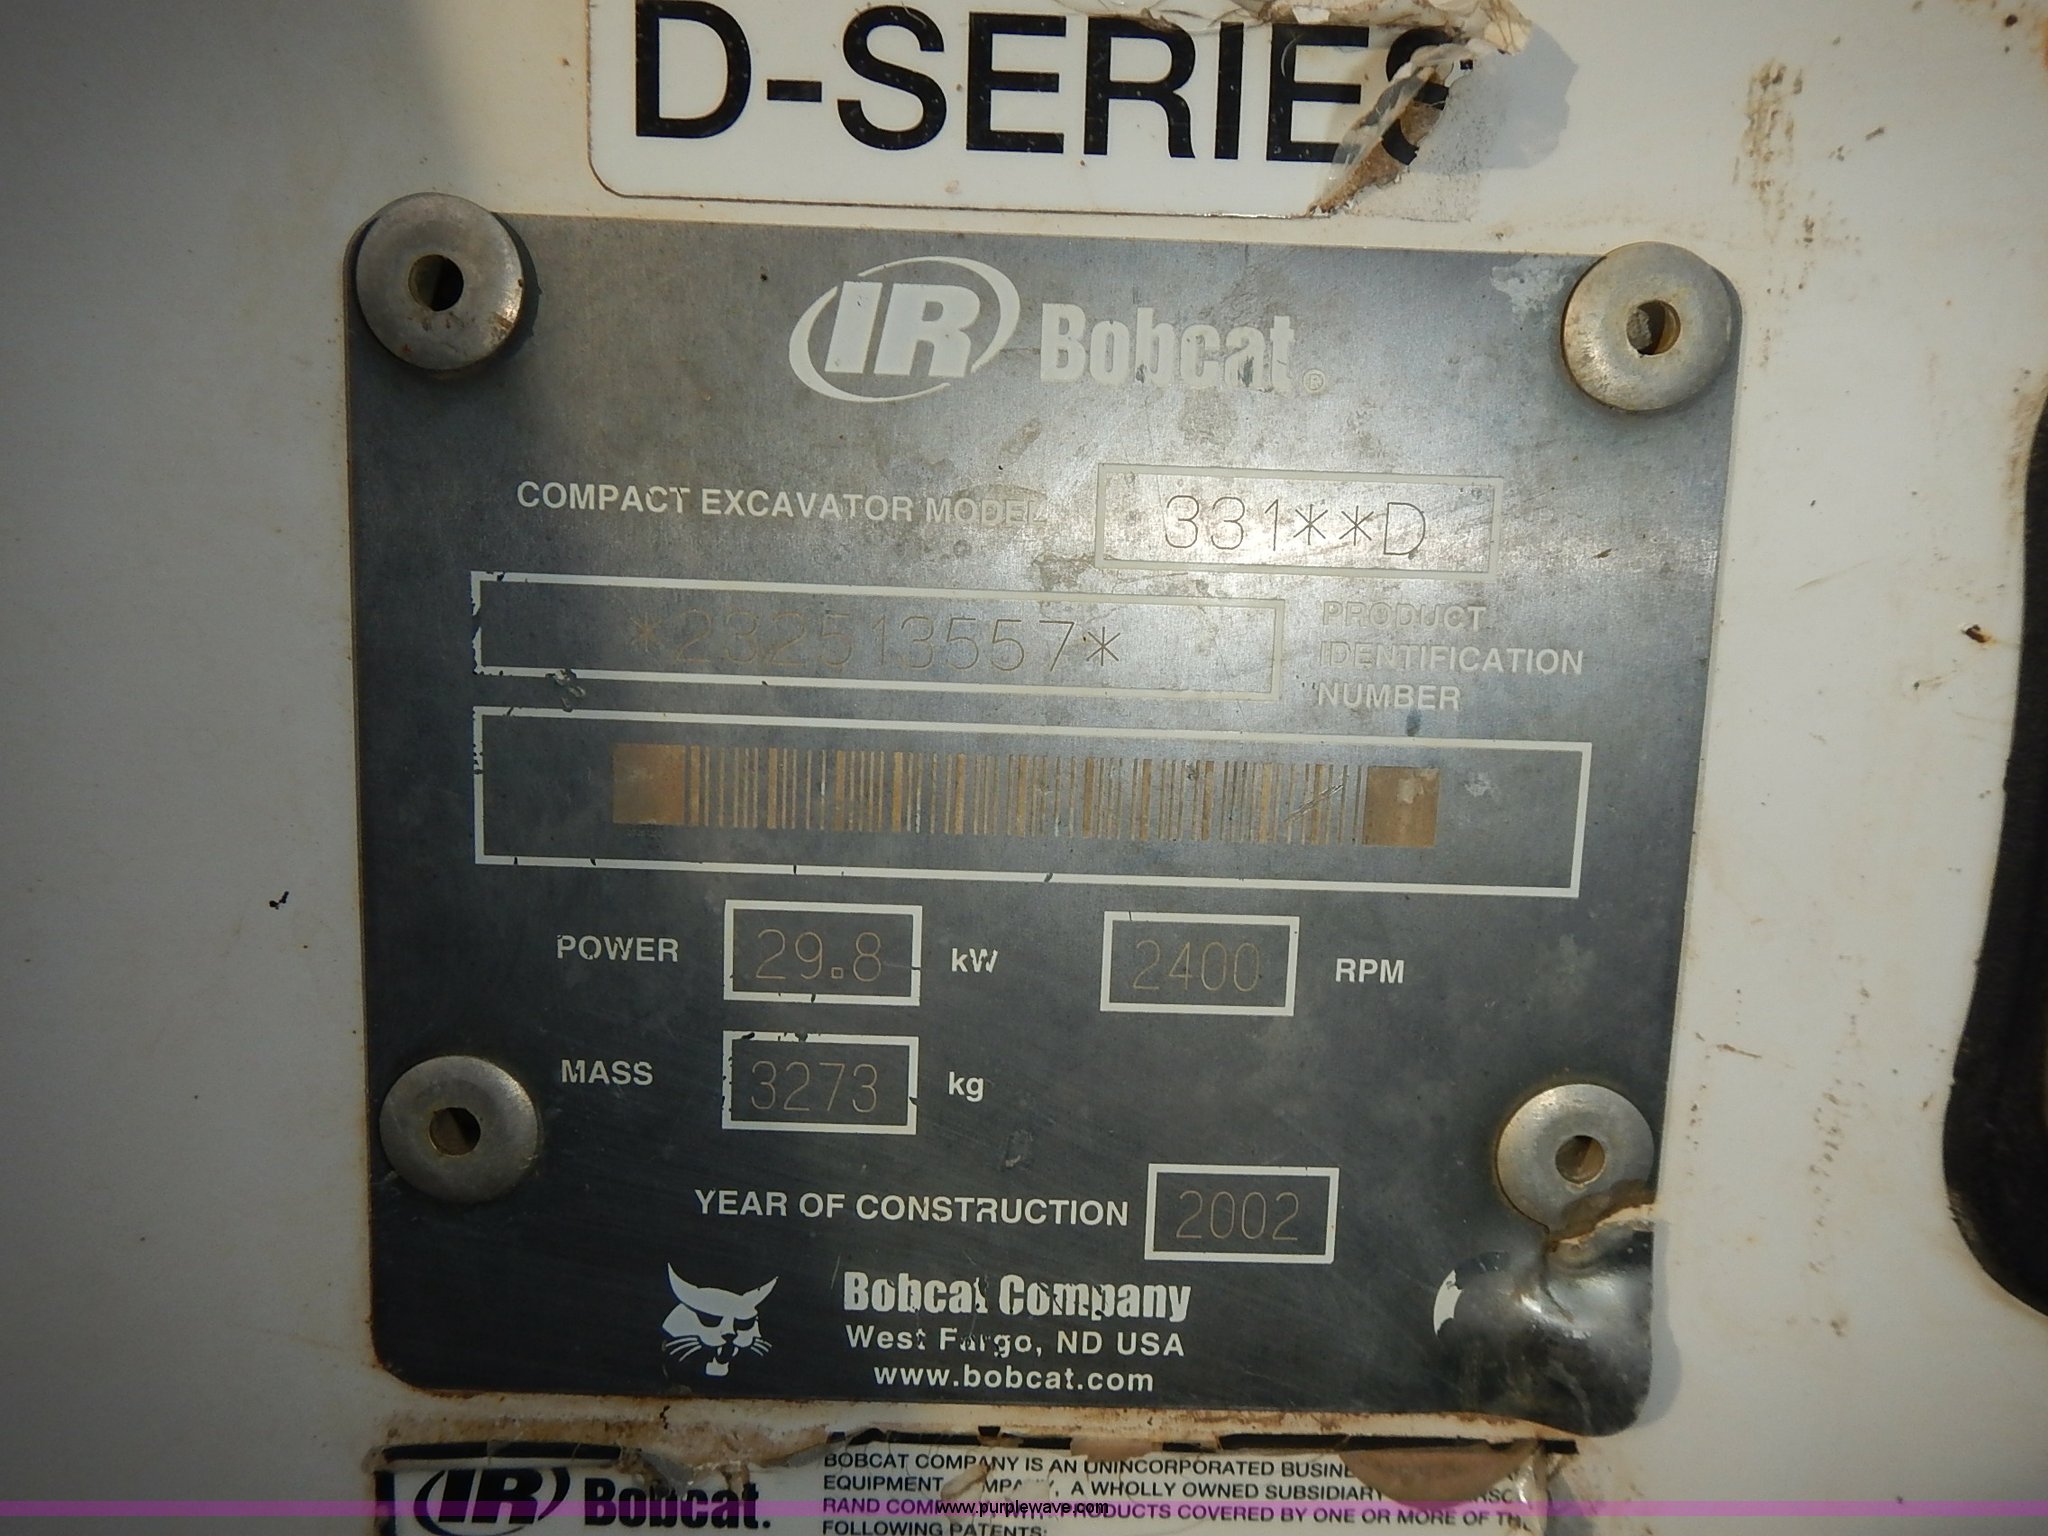 D-SERIES
IR Bobcat®
COMPACT EXCAVATOR MODEL 331**D
*232513557* PRODUCT
IDENTIFICATION
NUMBER
POWER 29.8 kW 2400 RPM
MASS 3273 kg
YEAR OF CONSTRUCTION 2002
Bobcat Company
West Fargo, ND USA
www.bobcat.com
IR Bobcat.
BOBCAT COMPANY IS AN UNINCORPORATED
EQUIPMENT A WHOLLY OWNED SUBSIDIARY
RAND PRODUCTS COVERED BY ONE OR MORE OF
FOLLOWING PATENTS:
www.purplewave.com